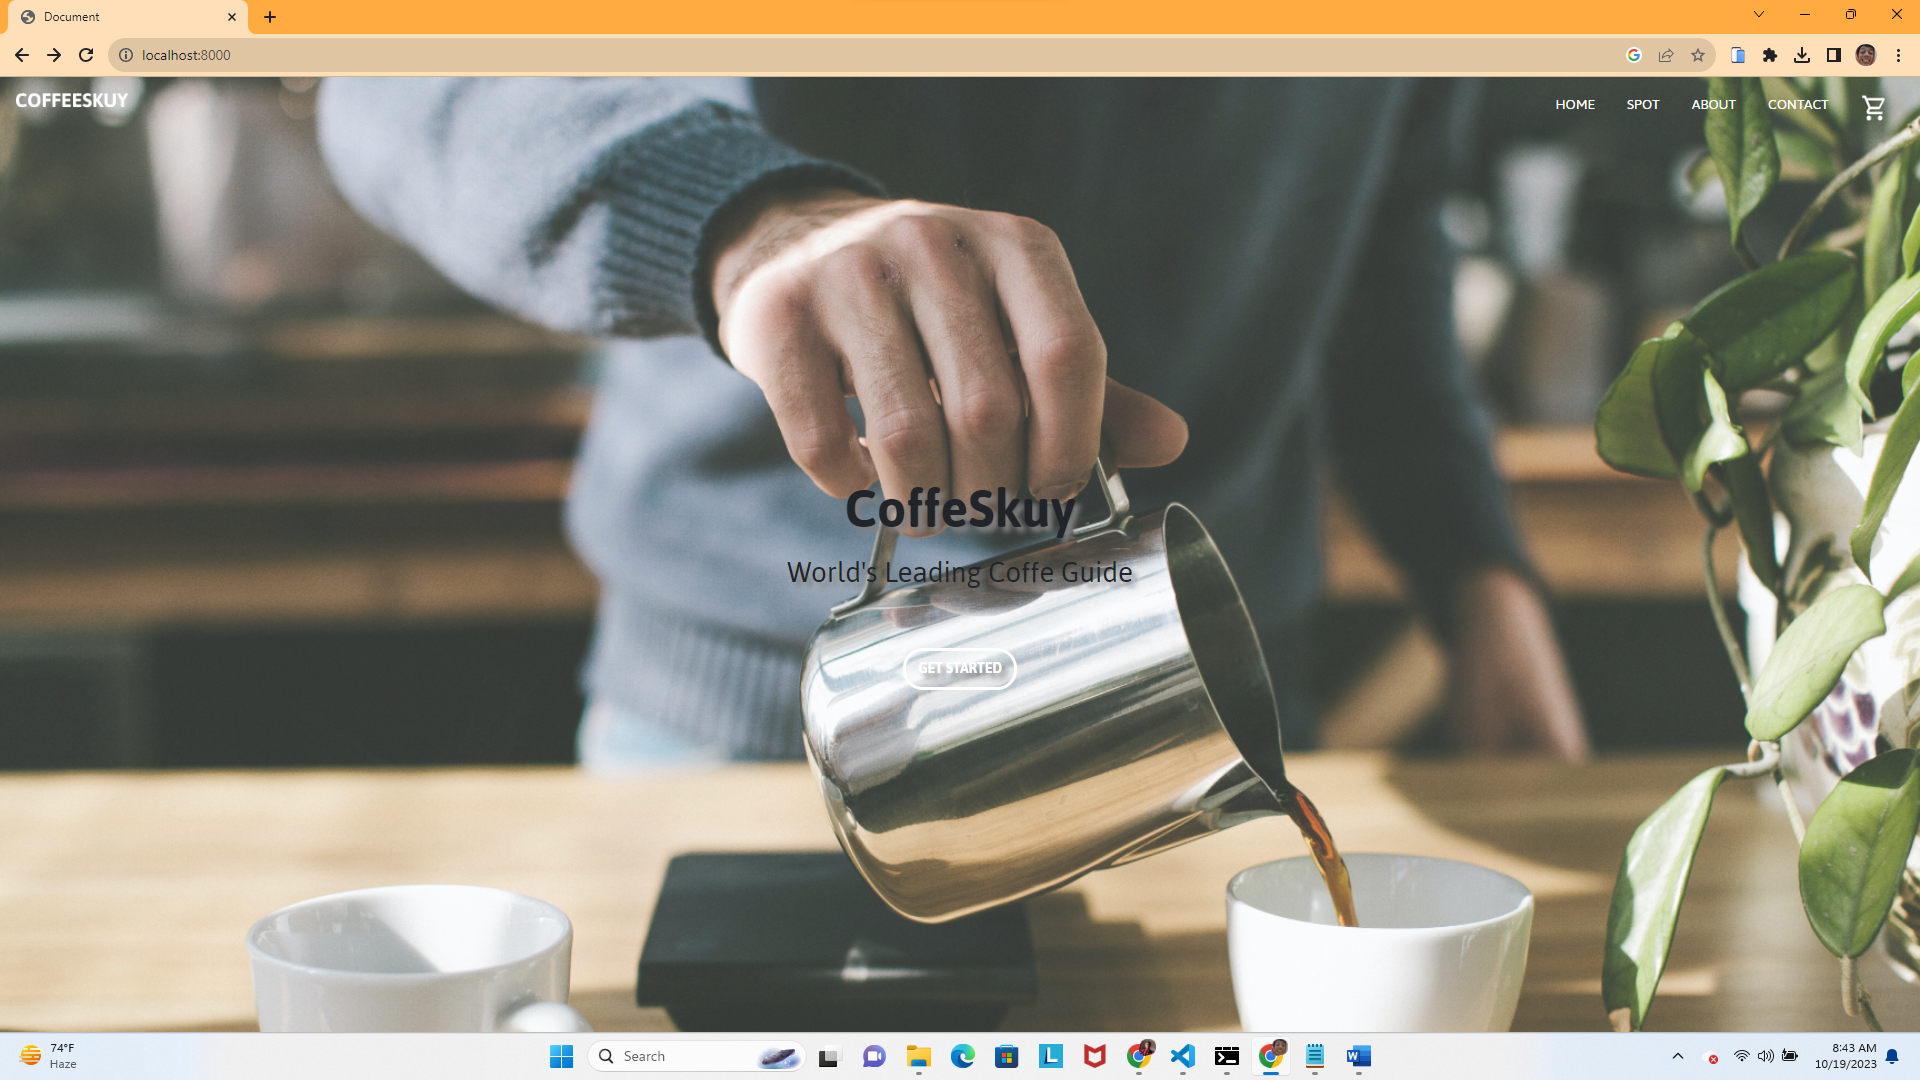 Document
localhost:8000
COFFEESKUY
HOME SPOT ABOUT CONTACT
CoffeSkuy
World's Leading Coffe Guide
GET STARTED
74°F
Haze
Search
8:43 AM
10/19/2023